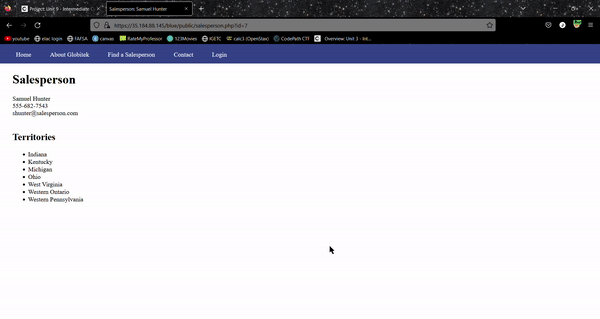 Project Unit 9 - Intermediate
Salesperson: Samuel Hunter
https://35.184.88.145/blue/public/salesperson.php?id=7
youtube elac login FAFSA canvas RateMyProfessor 123Movies IGETC calc3 (OpenStax) CodePath CTF Overview: Unit 3 - Int...
Home About Globitek Find a Salesperson Contact Login
Salesperson
Samuel Hunter
555-682-7543
shunter@salesperson.com
Territories
Indiana
Kentucky
Michigan
Ohio
West Virginia
Western Ontario
Western Pennsylvania